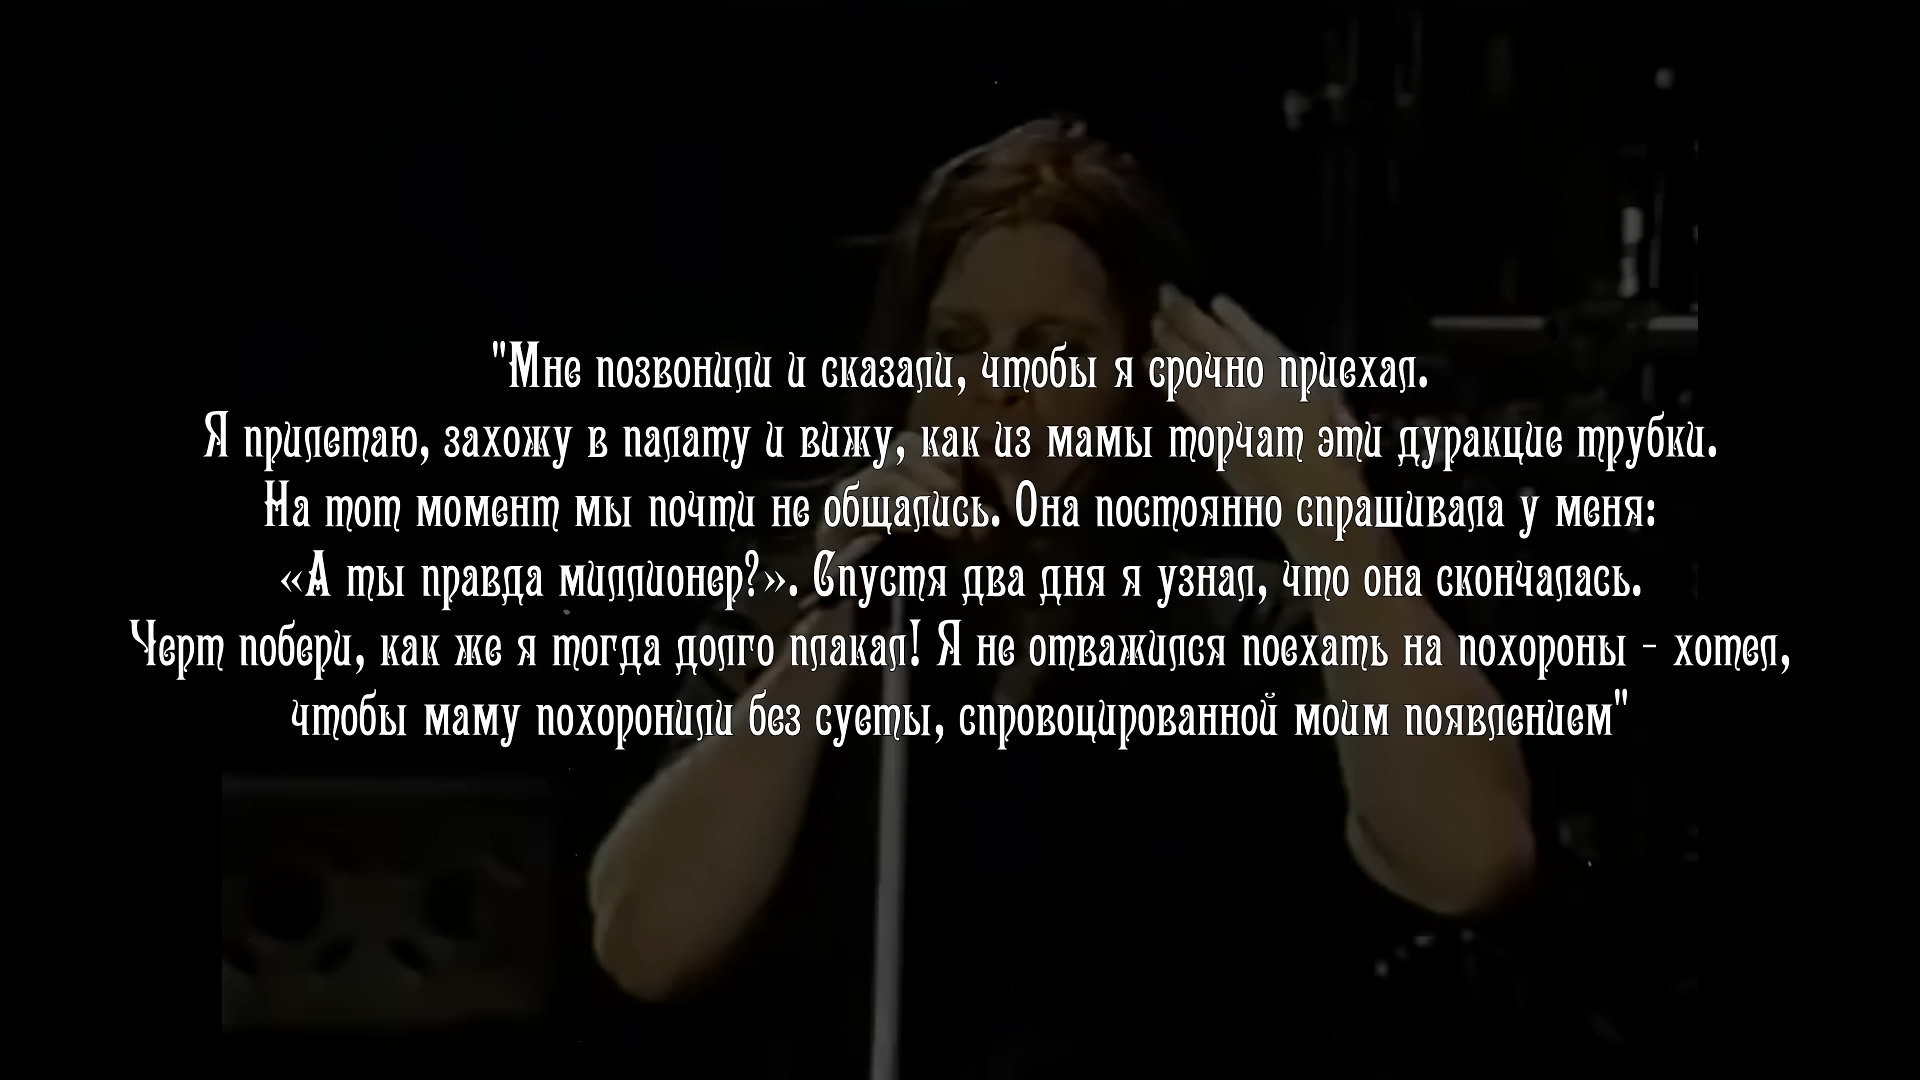 "Мне позвонили и сказали, чтобы я срочно приехал.
Я прилетаю, захожу в палату и вижу, как из мамы торчат эти дуракцие трубки.
На тот момент мы почти не общались. Она постоянно спрашивала у меня:
«А ты правда миллионер?». Спустя два дня я узнал, что она скончалась.
Черт побери, как же я тогда долго плакал! Я не отважился поехать на похороны - хотел,
чтобы маму похоронили без суеты, спровоцированной моим появлением"